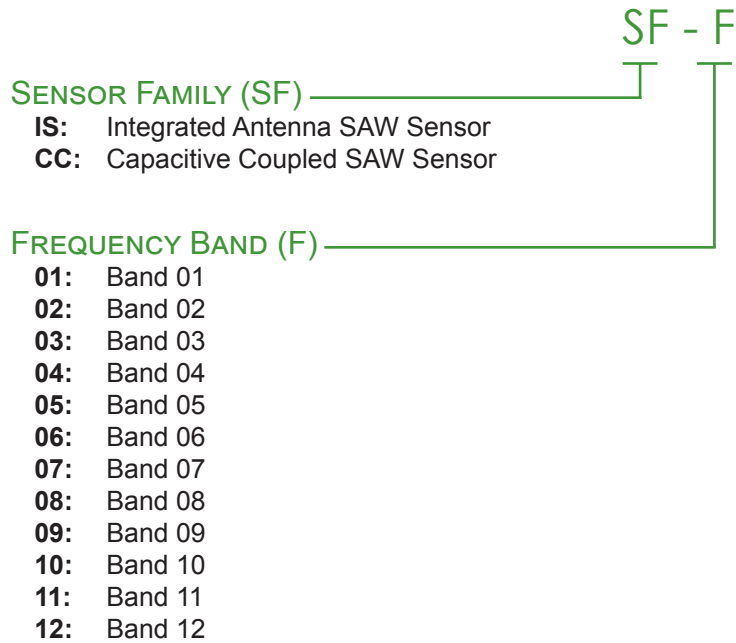 SF - F
SENSOR FAMILY (SF)
IS: Integrated Antenna SAW Sensor
CC: Capacitive Coupled SAW Sensor
FREQUENCY BAND (F)
01: Band 01
02: Band 02
03: Band 03
04: Band 04
05: Band 05
06: Band 06
07: Band 07
08: Band 08
09: Band 09
10: Band 10
11: Band 11
12: Band 12